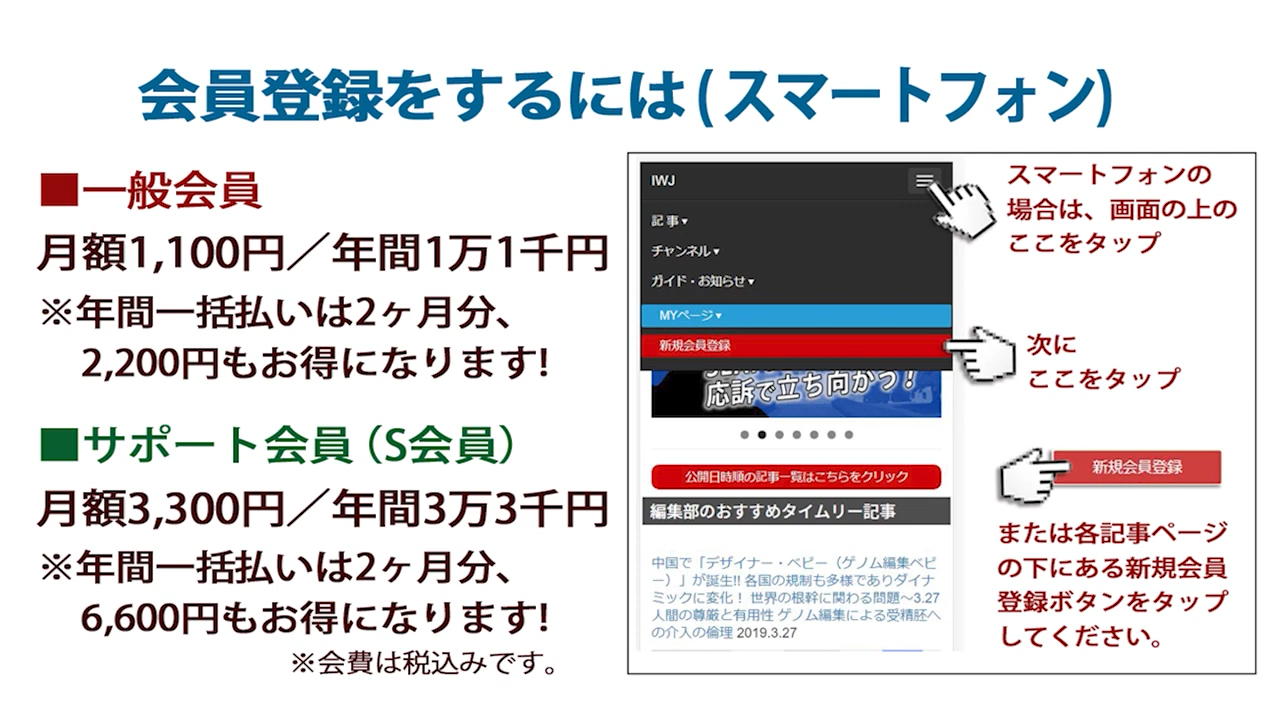 会員登録をするには(スマートフォン)
■一般会員
月額1,100円／年間1万1千円
※年間一括払いは2ヶ月分、
2,200円もお得になります!
■サポート会員（S会員）
月額3,300円／年間3万3千円
※年間一括払いは2ヶ月分、
6,600円もお得になります!
※会費は税込みです。
IWJ
記事▾
チャンネル▾
ガイド・お知らせ▾
MYページ▾
新規会員登録
応訴で立ち向かう！
公開日時順の記事一覧はこちらをクリック
編集部のおすすめタイムリー記事
中国で「デザイナー・ベビー（ゲノム編集ベビ
ー）」が誕生!! 各国の規制も多様でありダイナ
ミックに変化！ 世界の根幹に関わる問題〜3.27
人間の尊厳と有用性 ゲノム編集による受精胚へ
の介入の倫理 2019.3.27
スマートフォンの
場合は、画面の上の
ここをタップ
次に
ここをタップ
新規会員登録
または各記事ページ
の下にある新規会員
登録ボタンをタップ
してください。